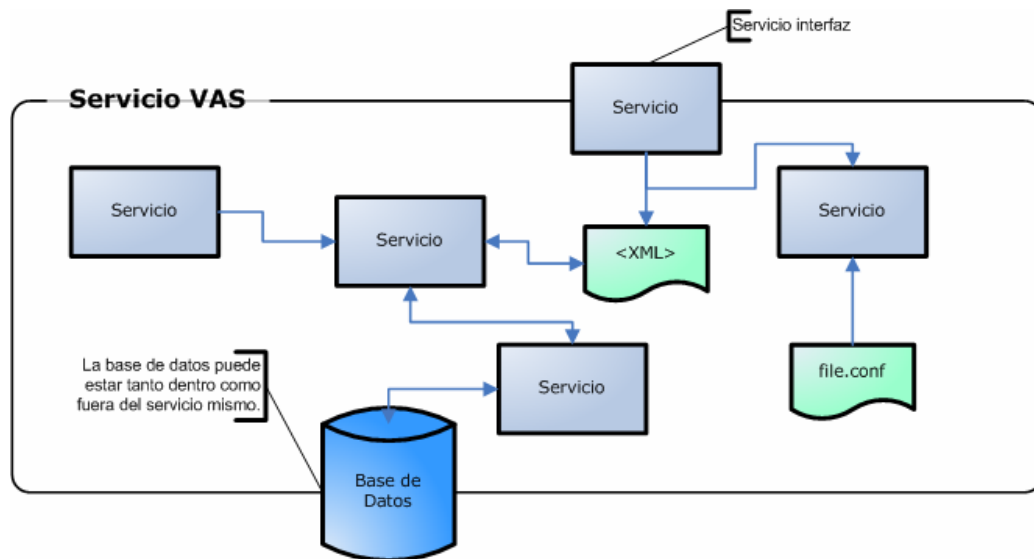 Servicio interfaz
Servicio VAS
Servicio
Servicio
Servicio
Servicio
<XML>
La base de datos puede
estar tanto dentro como
fuera del servicio mismo.
Servicio
file.conf
Base de
Datos